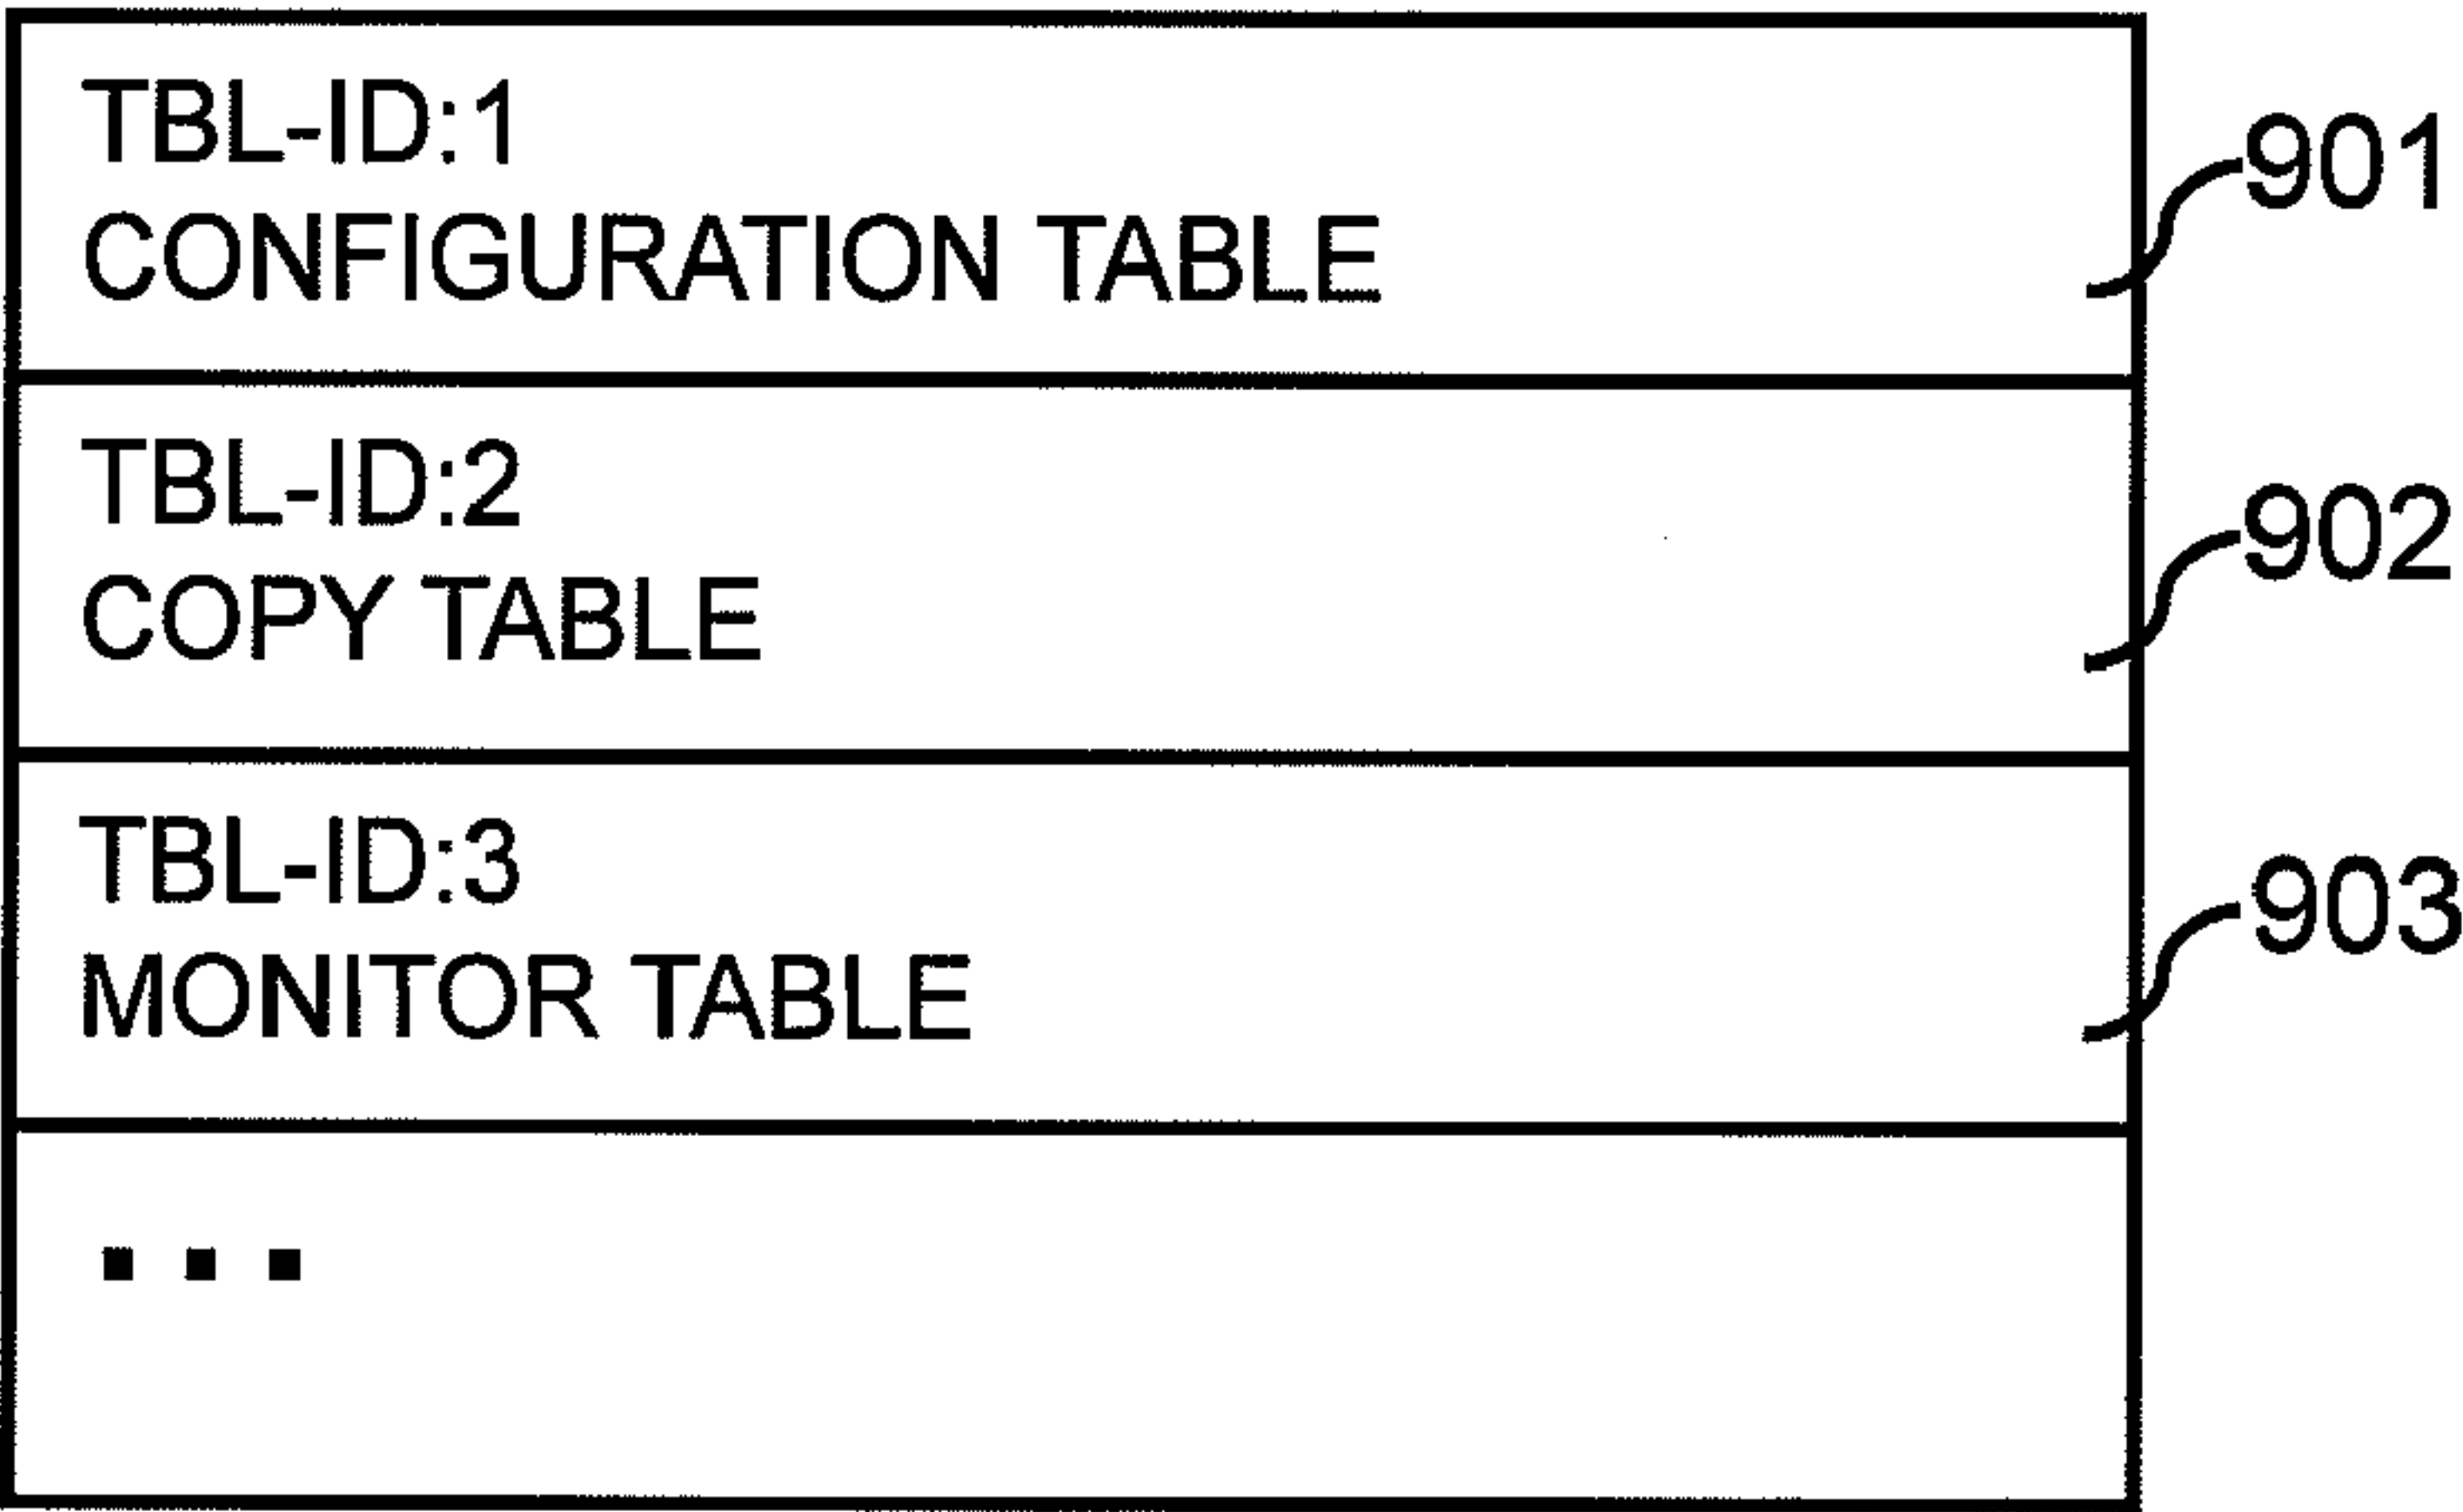 TBL-ID:1
CONFIGURATION TABLE
901
TBL-ID:2
COPY TABLE
902
TBL-ID:3
MONITOR TABLE
903
...